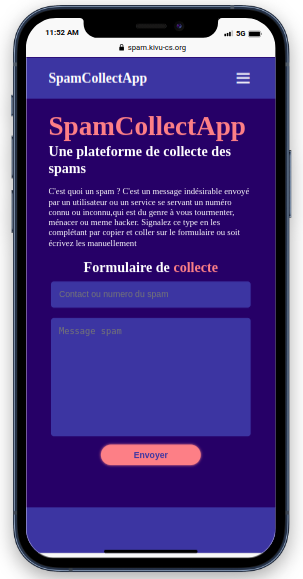 11:52 AM 5G
spam.kivu-cs.org
SpamCollectApp
SpamCollectApp
Une plateforme de collecte des
spams
C'est quoi un spam ? C'est un message indésirable envoyé
par un utilisateur ou un service se servant un numéro
connu ou inconnu,qui est du genre à vous tourmenter,
ménacer ou meme hacker. Signalez ce type en les
complétant par copier et coller sur le formulaire ou soit
écrivez les manuellement
Formulaire de collecte
Contact ou numero du spam
Message spam
Envoyer